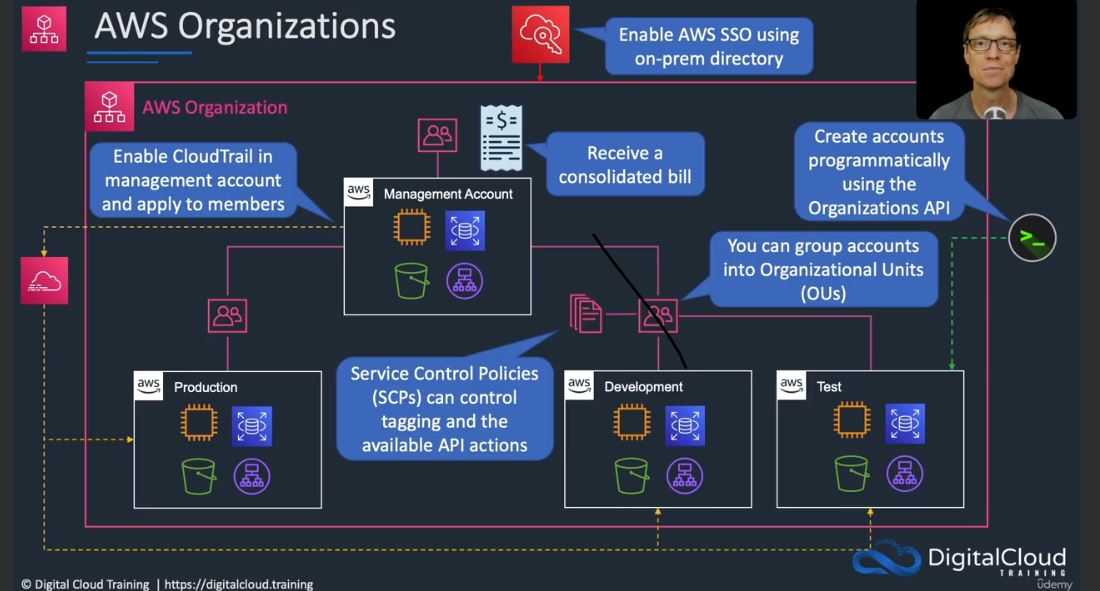 AWS Organizations
Enable AWS SSO using
on-prem directory
AWS Organization
Enable CloudTrail in
management account
and apply to members
Receive a
consolidated bill
Create accounts
programmatically
using the
Organizations API
aws
Management Account
>_
You can group accounts
into Organizational Units
(OUs)
Service Control Policies
(SCPs) can control
tagging and the
available API actions
aws
Production
aws
Development
aws
Test
DigitalCloud
TRAINING
© Digital Cloud Training | https://digitalcloud.training
ûdemy